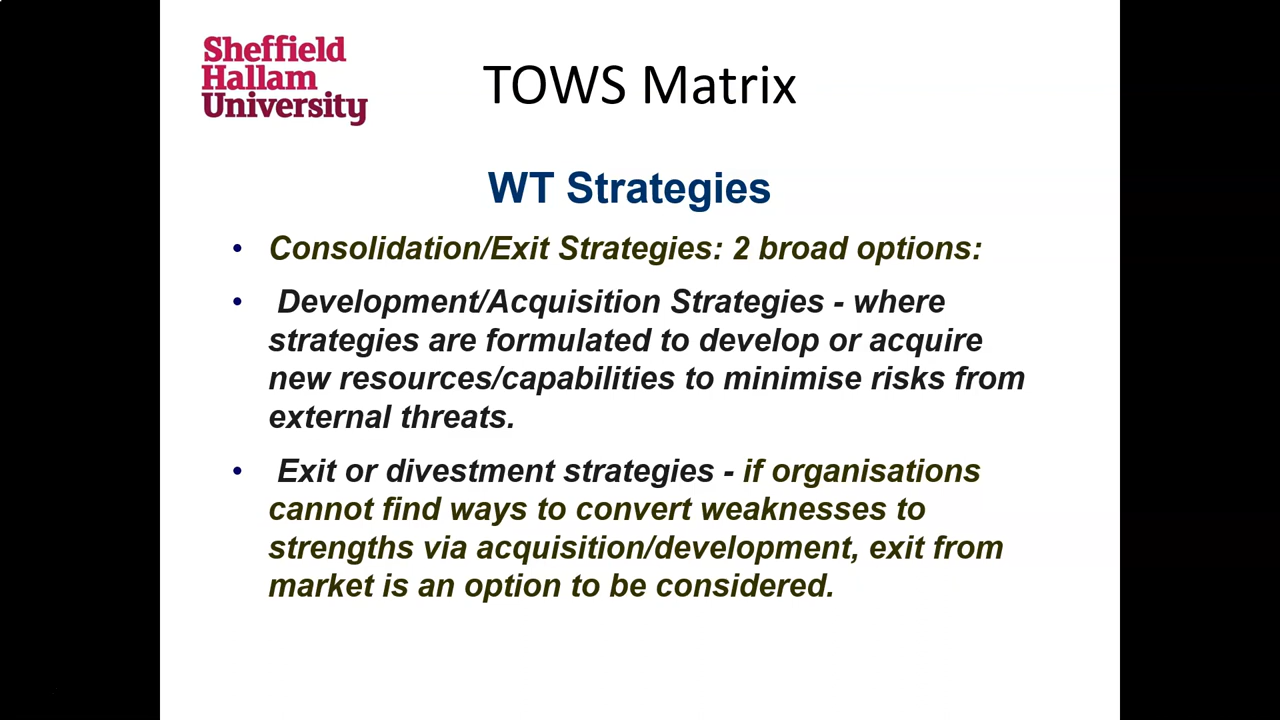 Sheffield
Hallam
University
TOWS Matrix
WT Strategies
• Consolidation/Exit Strategies: 2 broad options:
• Development/Acquisition Strategies - where
strategies are formulated to develop or acquire
new resources/capabilities to minimise risks from
external threats.
• Exit or divestment strategies - if organisations
cannot find ways to convert weaknesses to
strengths via acquisition/development, exit from
market is an option to be considered.